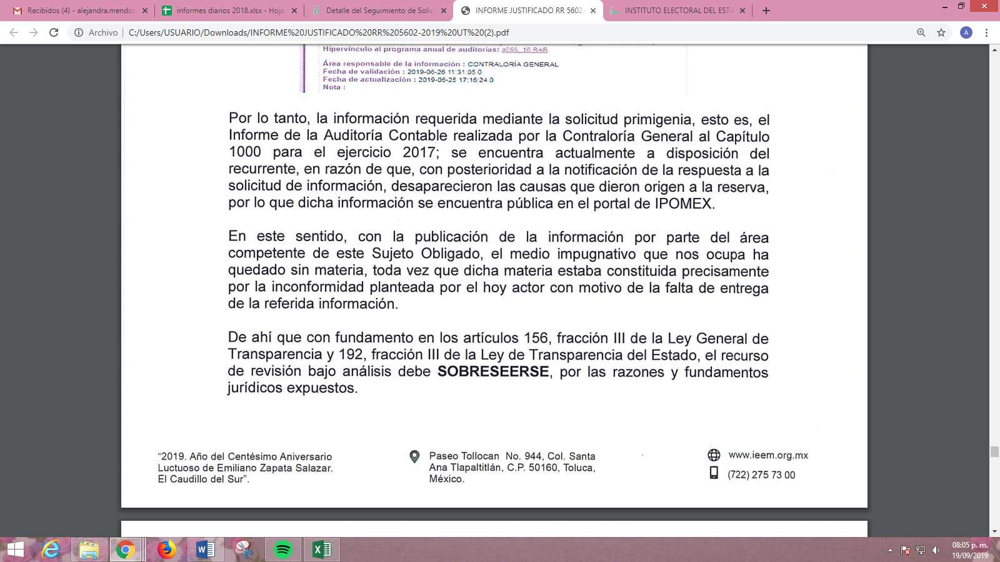 Recibidos (4) - alejandra.mendoz
informes diarios 2018.xlsx - Hoja
Detalle del Seguimiento de Solic
INFORME JUSTIFICADO RR 5602-
INSTITUTO ELECTORAL DEL ESTA
Archivo | C:/Users/USUARIO/Downloads/INFORME%20JUSTIFICADO%20RR%205602-2019%20UT%20(2).pdf
A
Hipervínculo al programa anual de auditorías: a098_16.RAR
Área responsable de la información : CONTRALORÍA GENERAL
Fecha de validación : 2019-06-26 11:31:05.0
Fecha de actualización : 2019-06-25 17:16:24.0
Nota :
Por lo tanto, la información requerida mediante la solicitud primigenia, esto es, el
Informe de la Auditoría Contable realizada por la Contraloría General al Capítulo
1000 para el ejercicio 2017; se encuentra actualmente a disposición del
recurrente, en razón de que, con posterioridad a la notificación de la respuesta a la
solicitud de información, desaparecieron las causas que dieron origen a la reserva,
por lo que dicha información se encuentra pública en el portal de IPOMEX.
En este sentido, con la publicación de la información por parte del área
competente de este Sujeto Obligado, el medio impugnativo que nos ocupa ha
quedado sin materia, toda vez que dicha materia estaba constituida precisamente
por la inconformidad planteada por el hoy actor con motivo de la falta de entrega
de la referida información.
De ahí que con fundamento en los artículos 156, fracción III de la Ley General de
Transparencia y 192, fracción III de la Ley de Transparencia del Estado, el recurso
de revisión bajo análisis debe SOBRESEERSE, por las razones y fundamentos
jurídicos expuestos.
“2019. Año del Centésimo Aniversario
Luctuoso de Emiliano Zapata Salazar.
El Caudillo del Sur”.
Paseo Tollocan No. 944, Col. Santa
Ana Tlapaltitlán, C.P. 50160, Toluca,
México.
www.ieem.org.mx
(722) 275 73 00
08:05 p. m.
19/09/2019